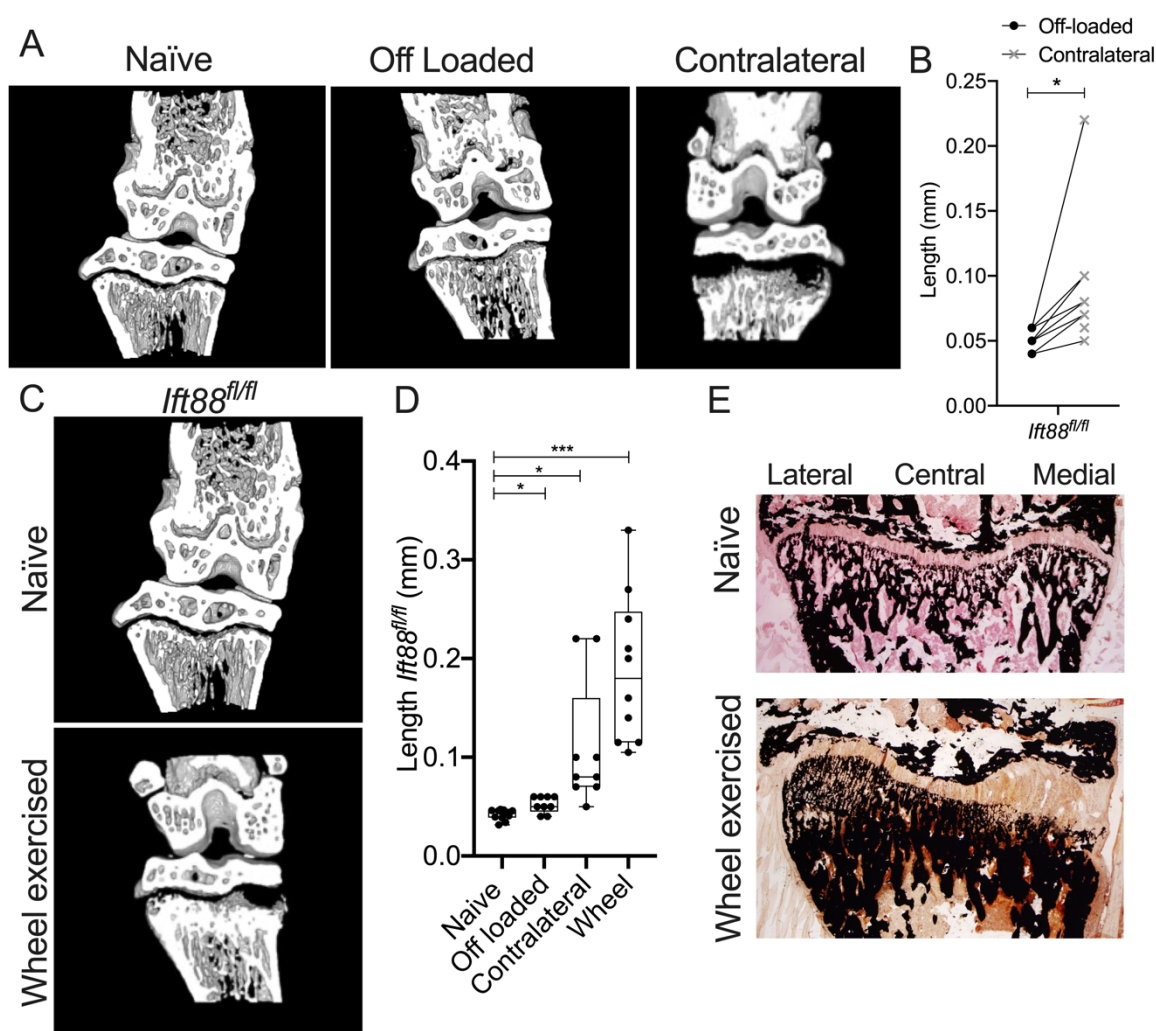 A
Naïve
Off Loaded
Contralateral
B
Off-loaded
Contralateral
*
0.25
0.20
0.15
0.10
0.05
0.00
Length (mm)
Ift88fl/fl
C
Ift88fl/fl
Naïve
Wheel exercised
D
***
*
*
0.4
0.3
0.2
0.1
0.0
Length Ift88fl/fl (mm)
Naive
Off loaded
Contralateral
Wheel
E
Lateral Central Medial
Naïve
Wheel exercised